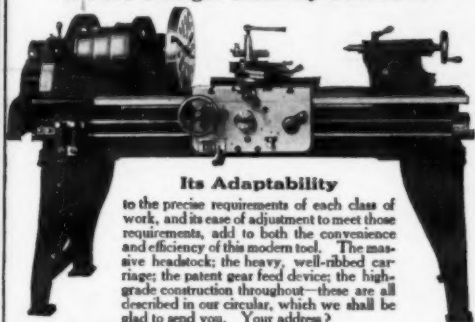 Its Adaptability
to the precise requirements of each class of
work, and its ease of adjustment to meet those
requirements, add to both the convenience
and efficiency of this modern tool. The mas-
sive headstock; the heavy, well-ribbed car-
riage; the patent gear feed device; the high-
grade construction throughout—these are all
described in our circular, which we shall be
glad to send you. Your address?